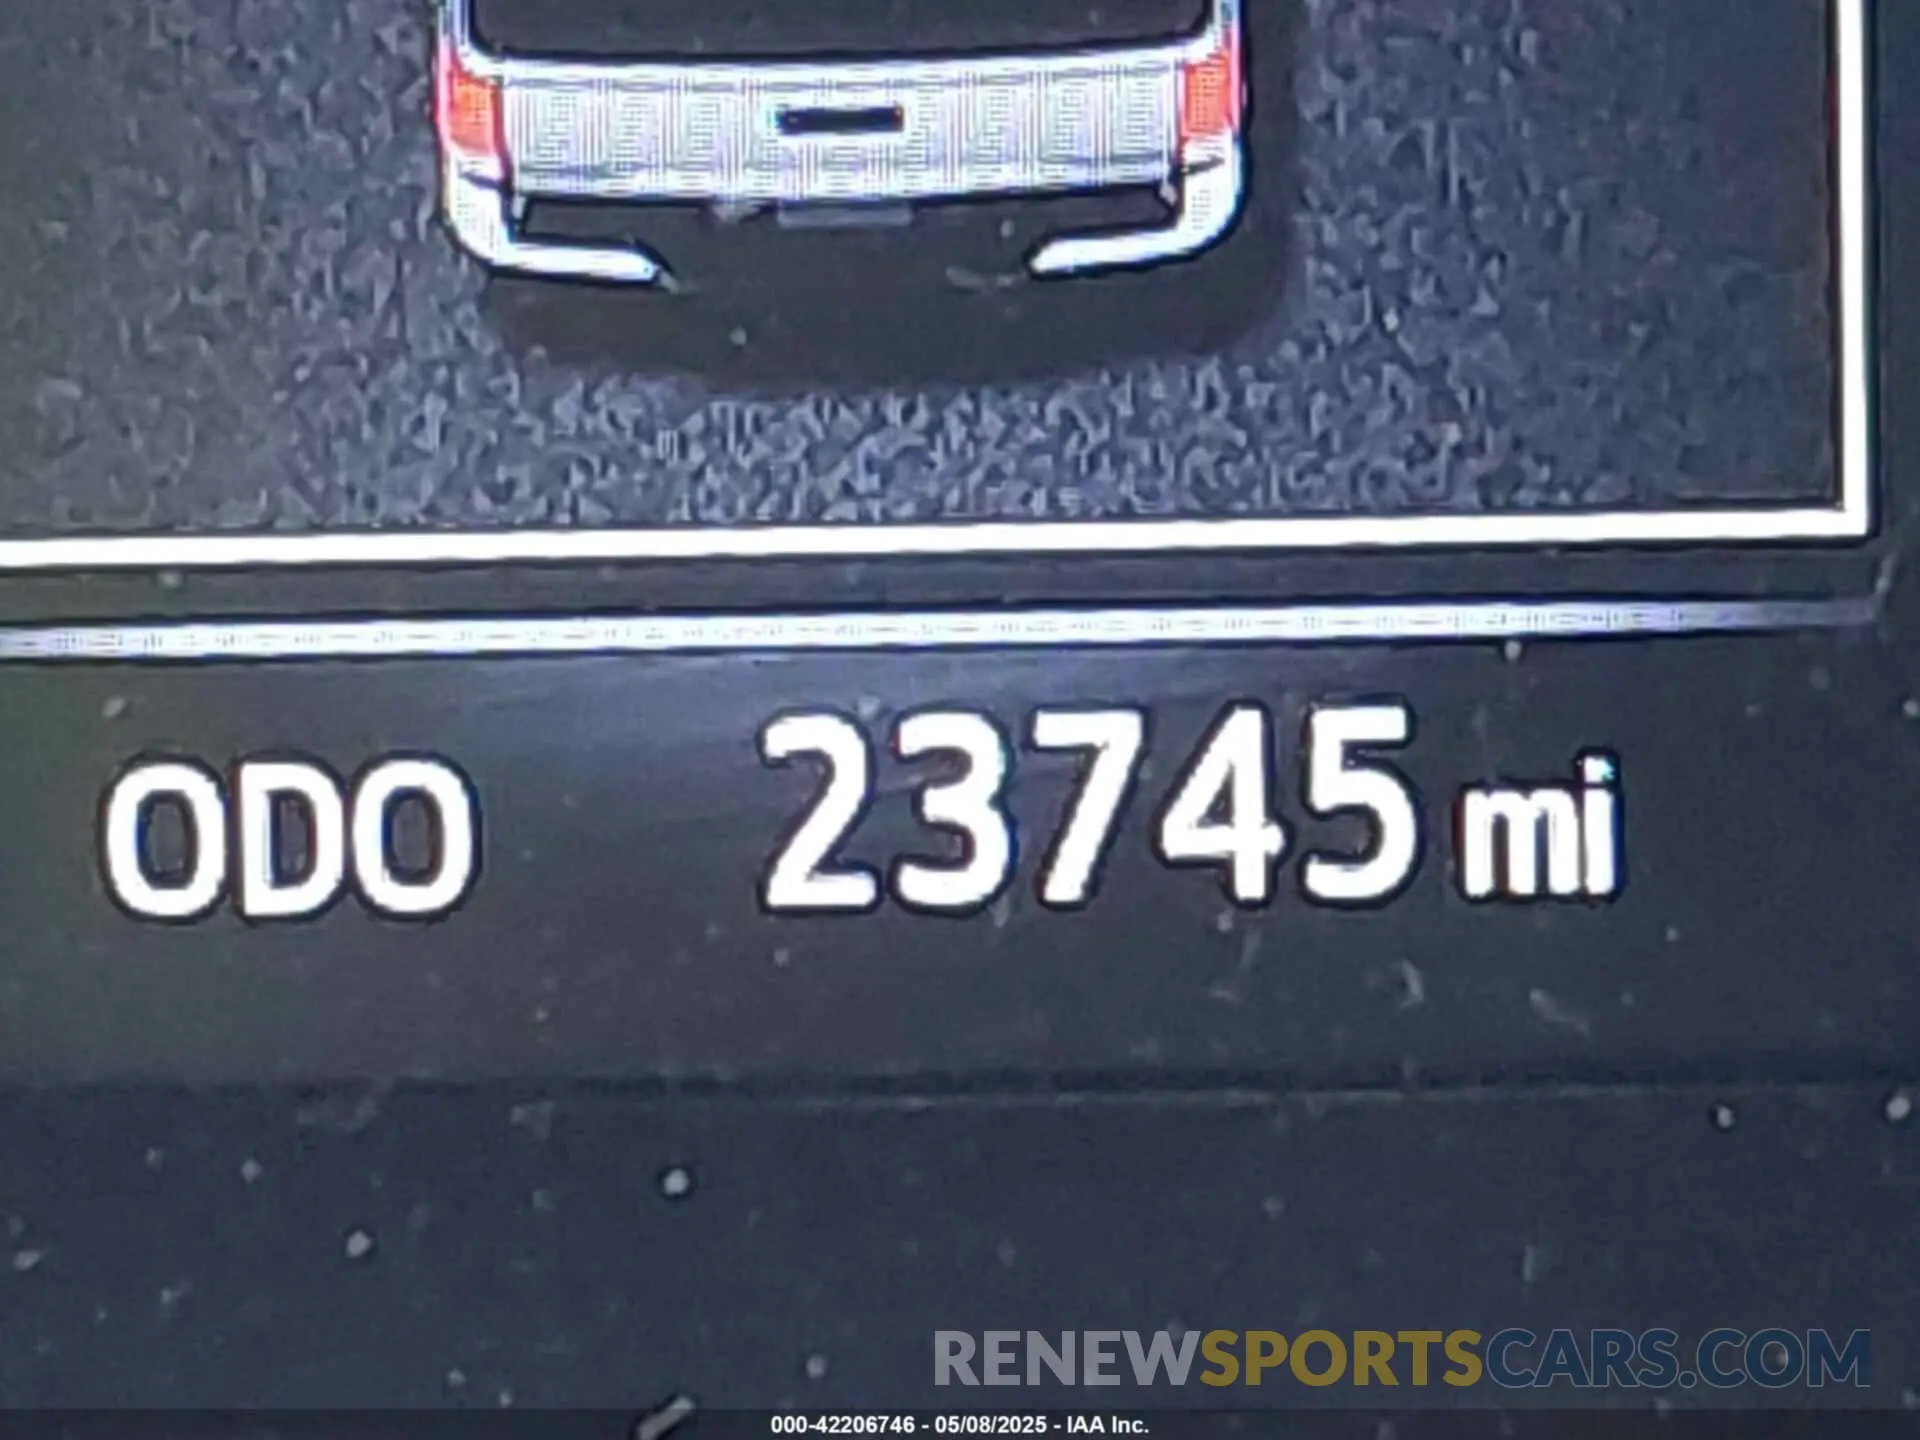 ODO 23745 mi
RENEWSPORTSCARS.COM
000-42206746 - 05/08/2025 - IAA Inc.